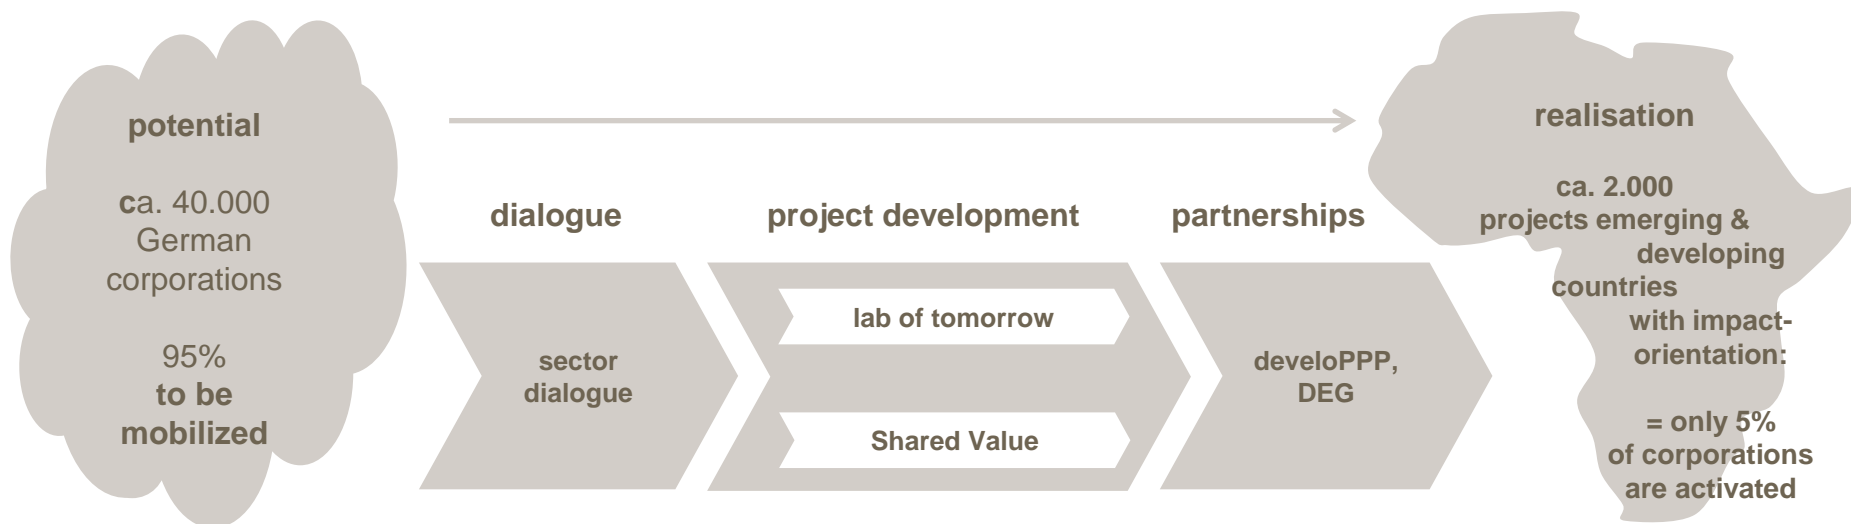 potential
ca. 40.000
German
corporations
95%
to be
mobilized
dialogue
sector
dialogue
project development
lab of tomorrow
Shared Value
partnerships
develoPPP,
DEG
realisation
ca. 2.000
projects emerging &
developing
countries
with impact-
orientation:
= only 5%
of corporations
are activated